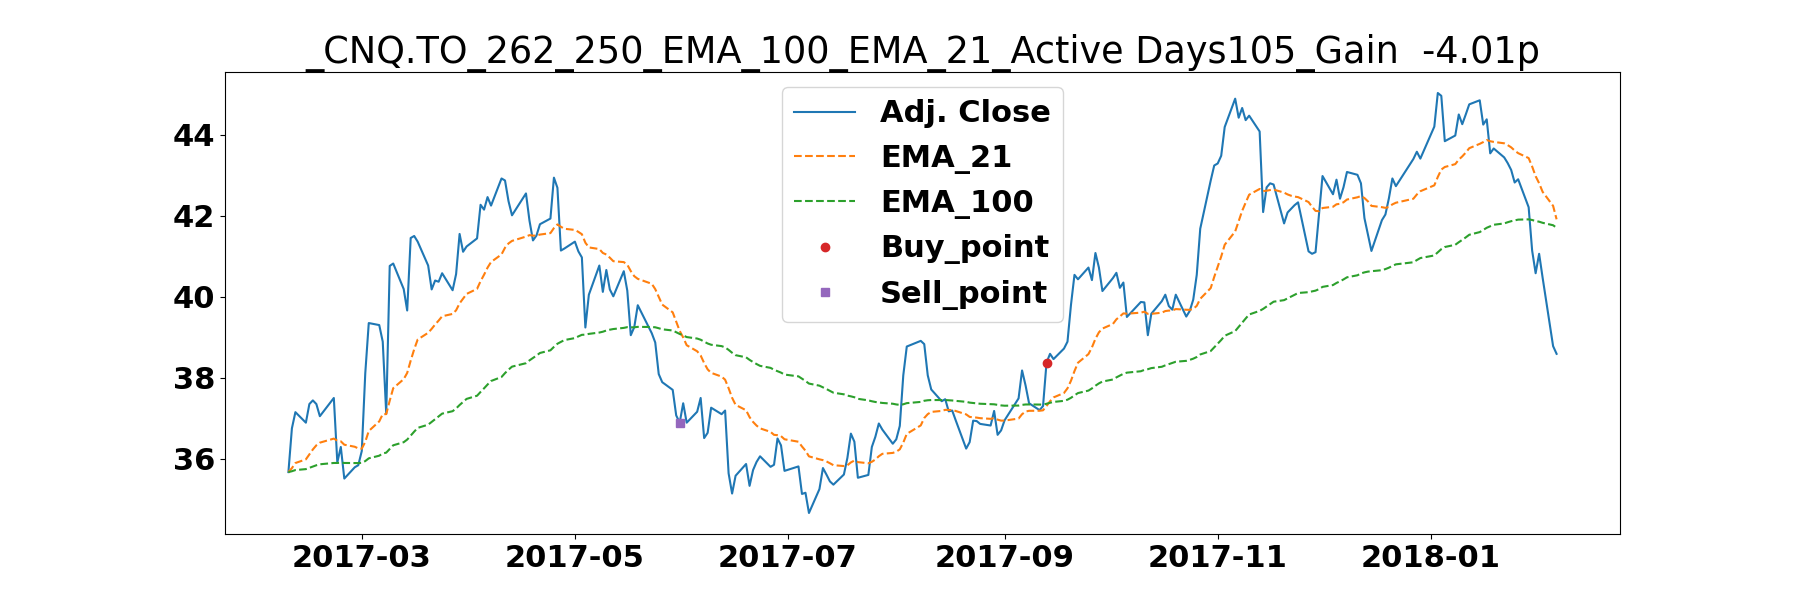 _CNQ.TO_262_250_EMA_100_EMA_21_Active Days105_Gain  -4.01p
Adj. Close
EMA_21
EMA_100
Buy_point
Sell_point
44
42
40
38
36
2017-03 2017-05 2017-07 2017-09 2017-11 2018-01